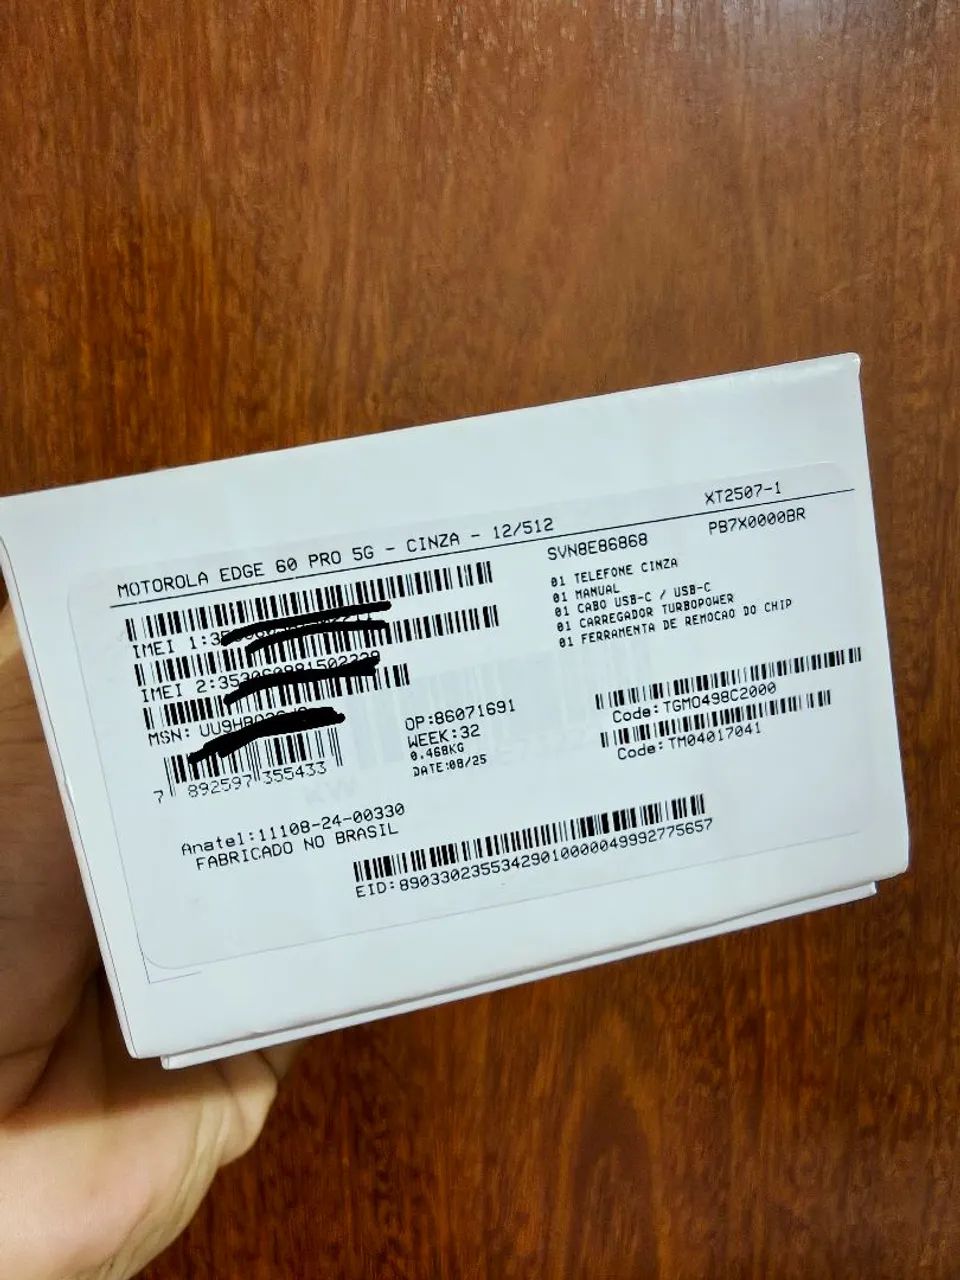 XT2507-1
MOTOROLA EDGE 60 PRO 5G - CINZA - 12/512
SVN8E86868
PB7X0000BR
IMEI 1:
IMEI 2:
MSN:
01 TELEFONE CINZA
01 MANUAL
01 CABO USB-C / USB-C
01 CARREGADOR TURBOPOWER
01 FERRAMENTA DE REMOCAO DO CHIP
7 892597 355433
OP:86071691
WEEK:32
0.468KG
DATE:08/25
Code:TGMO498C2000
Code:TM04017041
Anatel:11108-24-00330
FABRICADO NO BRASIL
EID:89033023553429010000049992775657